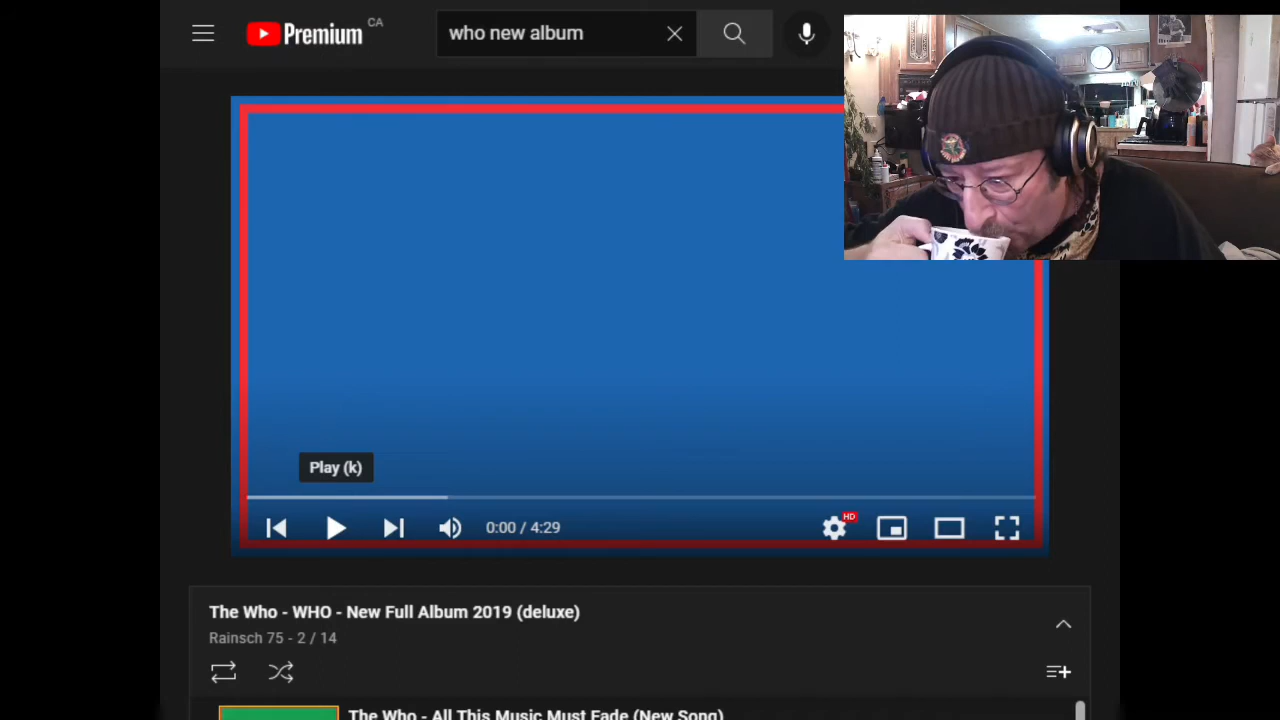 Premium CA
who new album
Play (k)
0:00 / 4:29
HD
The Who - WHO - New Full Album 2019 (deluxe)
Rainsch 75 - 2 / 14
The Who - All This Music Must Fade (New Song)